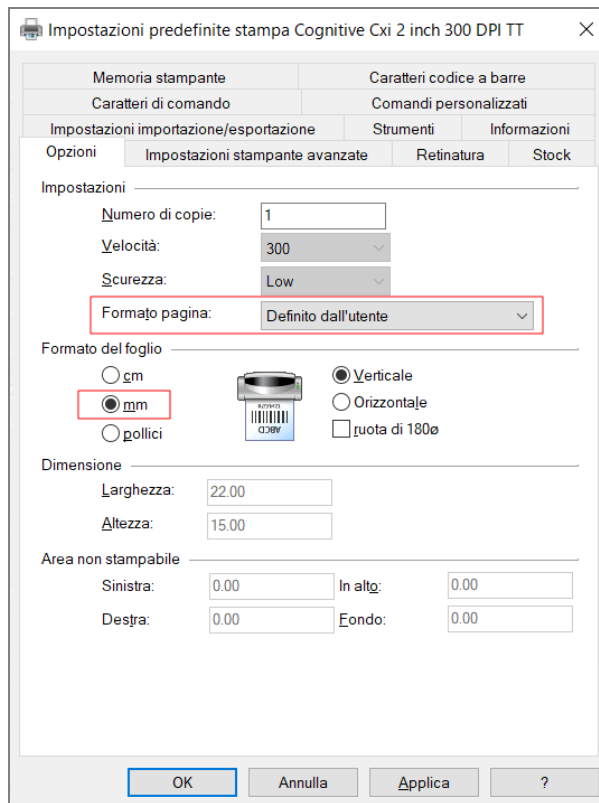 Impostazioni predefinite stampa Cognitive Cxi 2 inch 300 DPI TT
Memoria stampante Caratteri codice a barre
Caratteri di comando Comandi personalizzati
Impostazioni importazione/esportazione Strumenti Informazioni
Opzioni Impostazioni stampante avanzate Retinatura Stock
Impostazioni
Numero di copie: 1
Velocità: 300
Scurezza: Low
Formato pagina: Definito dall'utente
Formato del foglio
cm Verticale
mm Orizzontale
pollici ruota di 180ø
ABCD
Dimensione
Larghezza: 22.00
Altezza: 15.00
Area non stampabile
Sinistra: 0.00 In alto: 0.00
Destra: 0.00 Fondo: 0.00
OK Annulla Applica ?